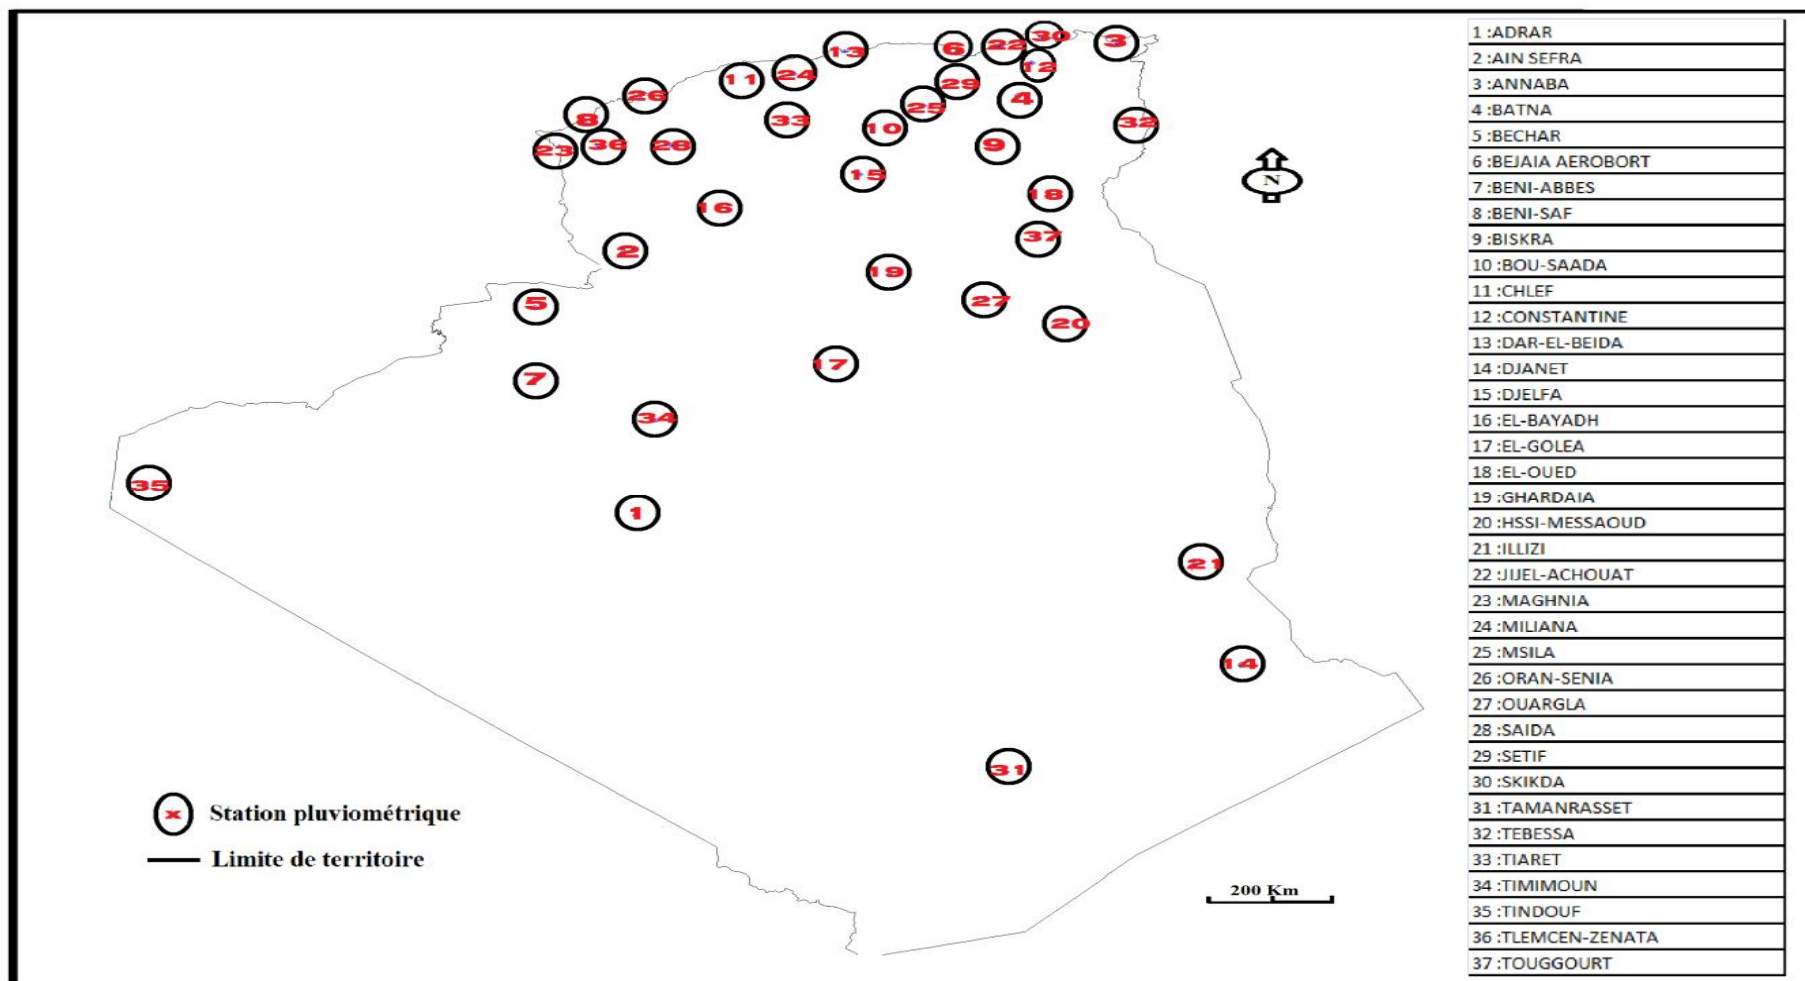 30
3
13
6
22
12
24
11
29
26
25
4
8
33
10
32
23
36
28
9
15
N
18
16
37
2
19
27
5
20
17
7
34
35
1
21
14
31
x Station pluviométrique
Limite de territoire
200 Km
1 :ADRAR
2 :AIN SEFRA
3 :ANNABA
4 :BATNA
5 :BECHAR
6 :BEJAIA AEROBORT
7 :BENI-ABBES
8 :BENI-SAF
9 :BISKRA
10 :BOU-SAADA
11 :CHLEF
12 :CONSTANTINE
13 :DAR-EL-BEIDA
14 :DJANET
15 :DJELFA
16 :EL-BAYADH
17 :EL-GOLEA
18 :EL-OUED
19 :GHARDAIA
20 :HSSI-MESSAOUD
21 :ILLIZI
22 :JIJEL-ACHOUAT
23 :MAGHNIA
24 :MILIANA
25 :MSILA
26 :ORAN-SENIA
27 :OUARGLA
28 :SAIDA
29 :SETIF
30 :SKIKDA
31 :TAMANRASSET
32 :TEBESSA
33 :TIARET
34 :TIMIMOUN
35 :TINDOUF
36 :TLEMCEN-ZENATA
37 :TOUGGOURT